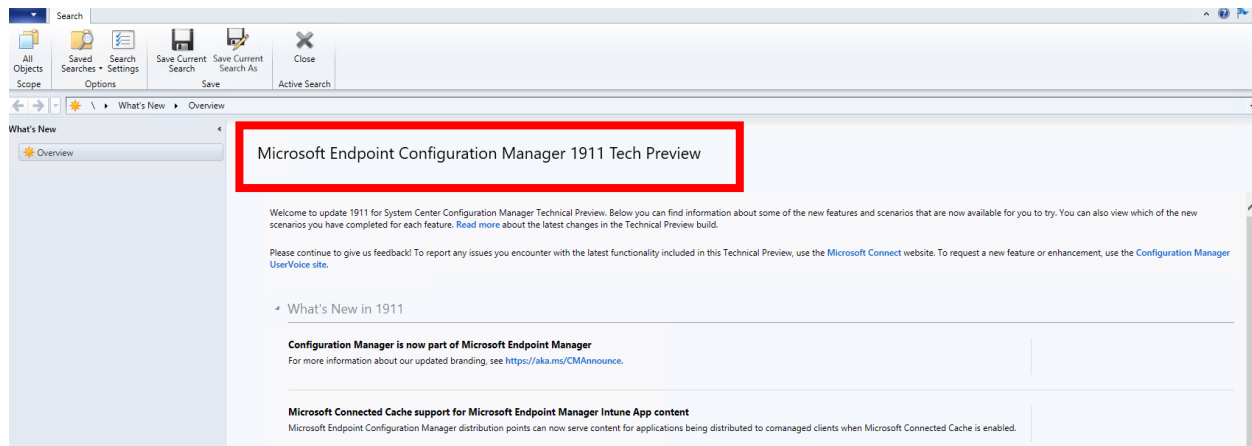 Search
All Objects
Saved Searches
Search Settings
Save Current Search
Save Current Search As
Close
Scope
Options
Save
Active Search
\ What's New Overview
What's New
Overview
Microsoft Endpoint Configuration Manager 1911 Tech Preview
Welcome to update 1911 for System Center Configuration Manager Technical Preview. Below you can find information about some of the new features and scenarios that are now available for you to try. You can also view which of the new
scenarios you have completed for each feature. Read more about the latest changes in the Technical Preview build.
Please continue to give us feedback! To report any issues you encounter with the latest functionality included in this Technical Preview, use the Microsoft Connect website. To request a new feature or enhancement, use the Configuration Manager
UserVoice site.
What's New in 1911
Configuration Manager is now part of Microsoft Endpoint Manager
For more information about our updated branding, see https://aka.ms/CMAnnounce.
Microsoft Connected Cache support for Microsoft Endpoint Manager Intune App content
Microsoft Endpoint Configuration Manager distribution points can now serve content for applications being distributed to comanaged clients when Microsoft Connected Cache is enabled.